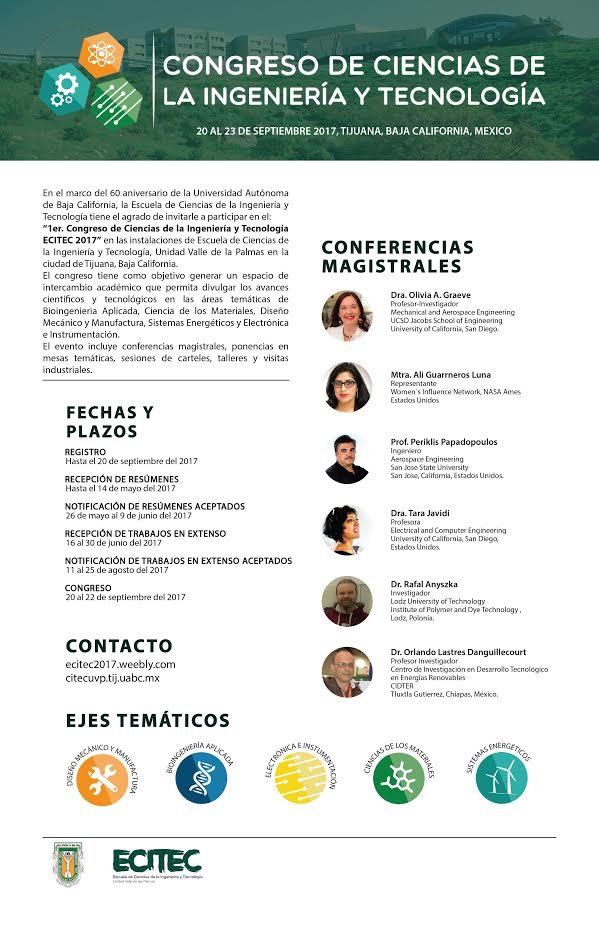 CONGRESO DE CIENCIAS DE
LA INGENIERÍA Y TECNOLOGÍA
20 AL 23 DE SEPTIEMBRE 2017, TIJUANA, BAJA CALIFORNIA, MEXICO
En el marco del 60 aniversario de la Universidad Autónoma
de Baja California, la Escuela de Ciencias de la Ingeniería y
Tecnología tiene el agrado de invitarle a participar en el:
"1er. Congreso de Ciencias de la Ingeniería y Tecnología
ECITEC 2017" en las instalaciones de Escuela de Ciencias de
la Ingeniería y Tecnología, Unidad Valle de la Palmas en la
ciudad de Tijuana, Baja California.
El congreso tiene como objetivo generar un espacio de
intercambio académico que permita divulgar los avances
científicos y tecnológicos en las áreas temáticas de
Bioingenieria Aplicada, Ciencia de los Materiales, Diseño
Mecánico y Manufactura, Sistemas Energéticos y Electrónica
e Instrumentación.
El evento incluye conferencias magistrales, ponencias en
mesas temáticas, sesiones de carteles, talleres y visitas
industriales.
FECHAS Y
PLAZOS
REGISTRO
Hasta el 20 de septiembre del 2017
RECEPCIÓN DE RESÚMENES
Hasta el 14 de mayo del 2017
NOTIFICACIÓN DE RESÚMENES ACEPTADOS
26 de mayo al 9 de junio del 2017
RECEPCIÓN DE TRABAJOS EN EXTENSO
16 al 30 de junio del 2017
NOTIFICACIÓN DE TRABAJOS EN EXTENSO ACEPTADOS
11 al 25 de agosto del 2017
CONGRESO
20 al 22 de septiembre del 2017
CONTACTO
ecitec2017.weebly.com
citecuvp.tij.uabc.mx
CONFERENCIAS
MAGISTRALES
Dra. Olivia A. Graeve
Profesor-Investigador
Mechanical and Aerospace Engineering
UCSD Jacobs School of Engineering
University of California, San Diego.
Mtra. Ali Guarrneros Luna
Representante
Women´s Influence Network, NASA Ames
Estados Unidos
Prof. Periklis Papadopoulos
Ingeniero
Aerospace Engineering
San Jose State University
San Jose, California, Estados Unidos.
Dra. Tara Javidi
Profesora
Electrical and Computer Engineering
University of California, San Diego,
Estados Unidos.
Dr. Rafal Anyszka
Investigador
Lodz University of Technology
Institute of Polymer and Dye Technology ,
Lodz, Polonia.
Dr. Orlando Lastres Danguillecourt
Profesor Investigador
Centro de Investigación en Desarrollo Tecnológico
en Energías Renovables
CIDTER
Tluxtla Gutierrez, Chiapas, México.
EJES TEMÁTICOS
DISEÑO MECÁNICO Y MANUFACTURA
BIOINGENIERÍA APLICADA
ELECTRÓNICA E INSTUMENTACIÓN
CIENCIAS DE LOS MATERIALES
SISTEMAS ENERGÉTICOS
ECITEC
Escuela de Ciencias de la Ingeniería y Tecnología